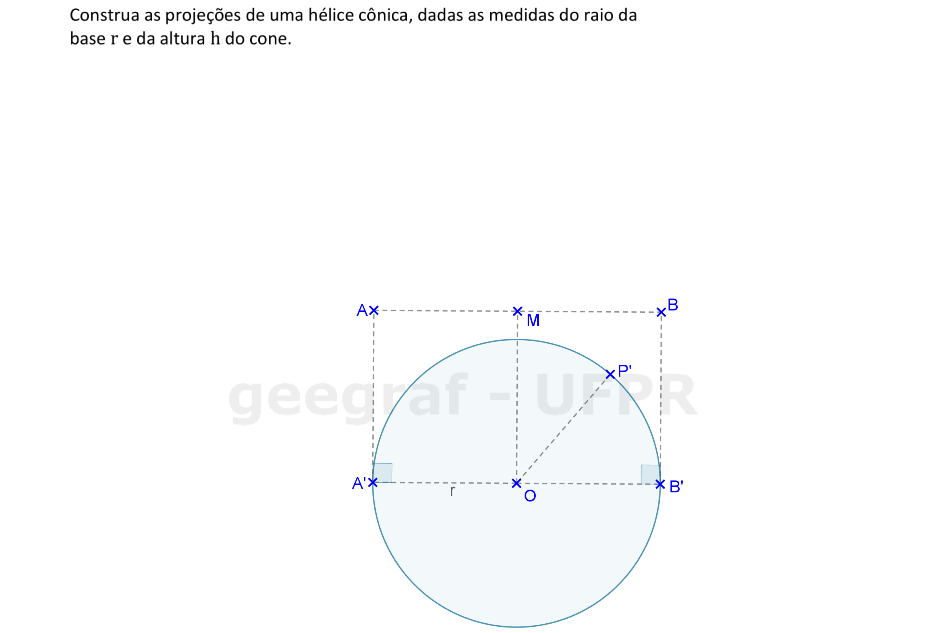 Construa as projeções de uma hélice cônica, dadas as medidas do raio da
base r e da altura h do cone.
A
B
M
P'
geegraf - UFPR
A'
r
O
B'